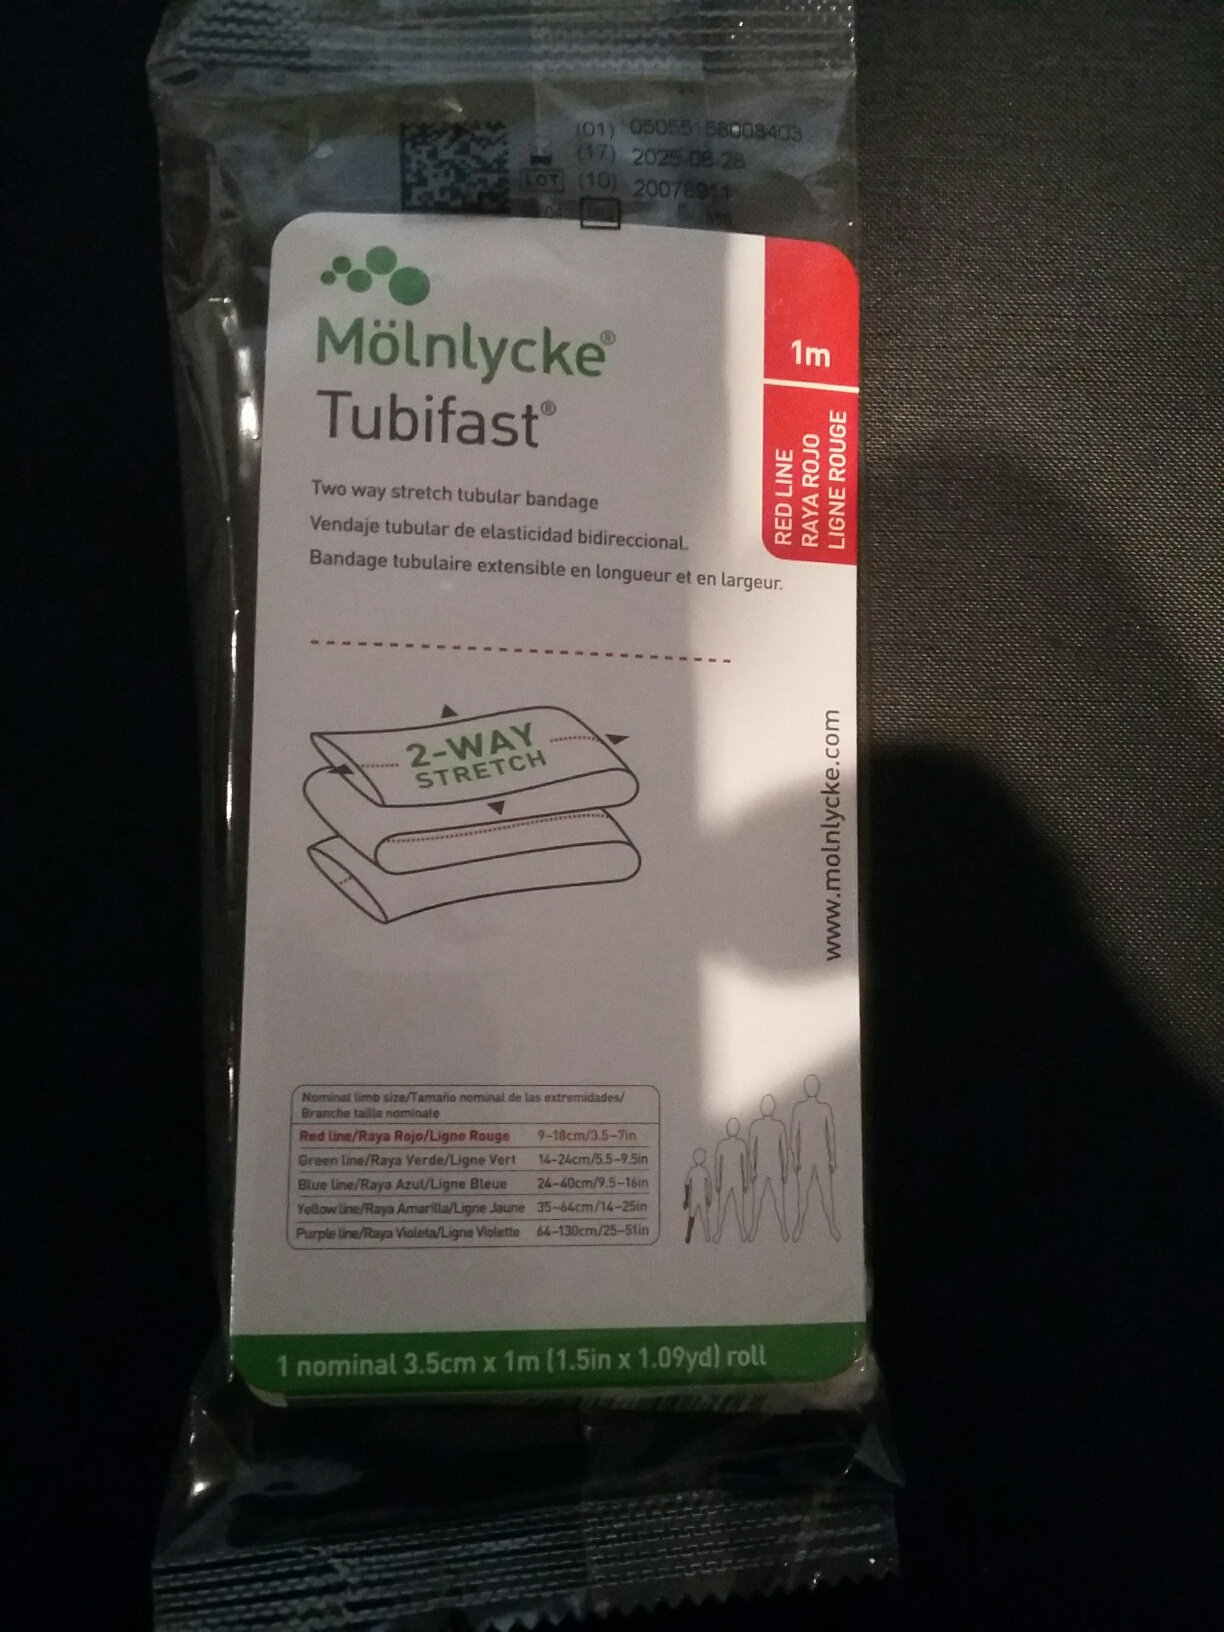 (01) 05055158008403
(17) 2025-08-28
LOT (10) 20078911
Mölnlycke®
Tubifast®
1m
RED LINE
RAYA ROJO
LIGNE ROUGE
Two way stretch tubular bandage
Vendaje tubular de elasticidad bidireccional.
Bandage tubulaire extensible en longueur et en largeur.
2-WAY
STRETCH
www.molnlycke.com
Nominal limb size/Tamaño nominal de las extremidades/
Branche taille nominale
Red line/Raya Rojo/Ligne Rouge 9–18cm/3.5–7in
Green line/Raya Verde/Ligne Vert 14–24cm/5.5–9.5in
Blue line/Raya Azul/Ligne Bleue 24–40cm/9.5–16in
Yellow line/Raya Amarilla/Ligne Jaune 35–64cm/14–25in
Purple line/Raya Violeta/Ligne Violette 64–130cm/25–51in
1 nominal 3.5cm x 1m (1.5in x 1.09yd) roll